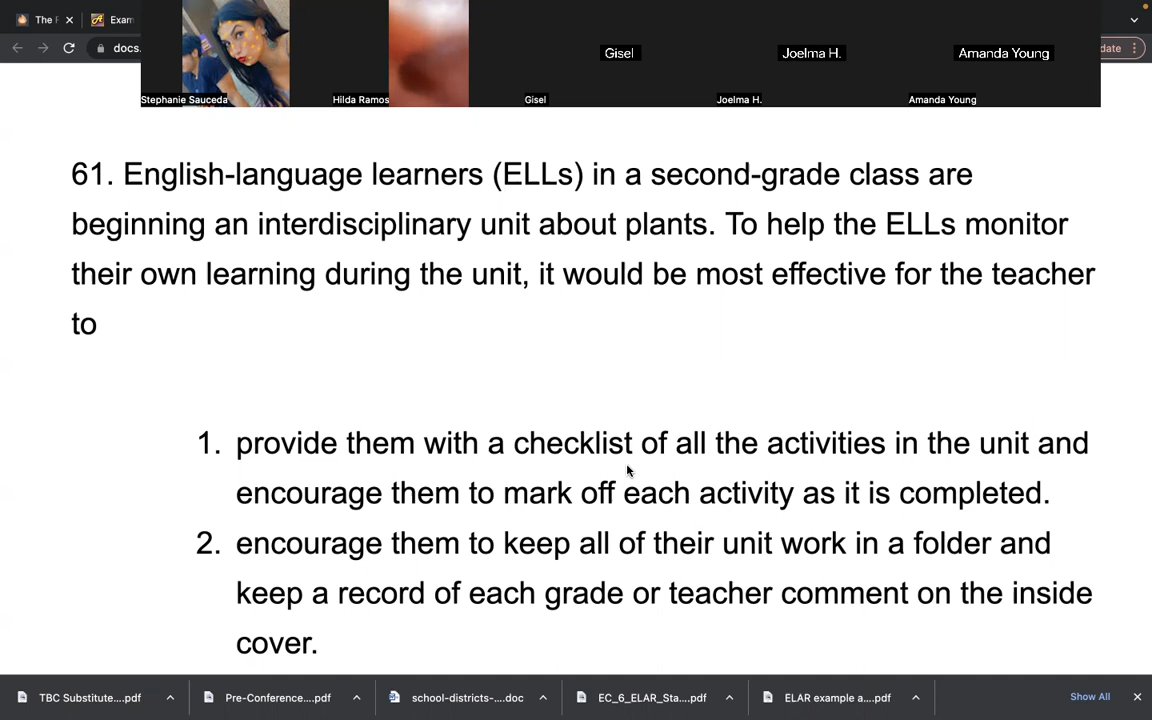 The F
Exam
docs.
date
Gisel
Joelma H.
Amanda Young
Stephanie Sauceda
Hilda Ramos
Gisel
Joelma H.
Amanda Young
61. English-language learners (ELLs) in a second-grade class are
beginning an interdisciplinary unit about plants. To help the ELLs monitor
their own learning during the unit, it would be most effective for the teacher
to
1. provide them with a checklist of all the activities in the unit and
encourage them to mark off each activity as it is completed.
2. encourage them to keep all of their unit work in a folder and
keep a record of each grade or teacher comment on the inside
cover.
TBC Substitute....pdf
Pre-Conference....pdf
school-districts-....doc
EC_6_ELAR_Sta....pdf
ELAR example a....pdf
Show All